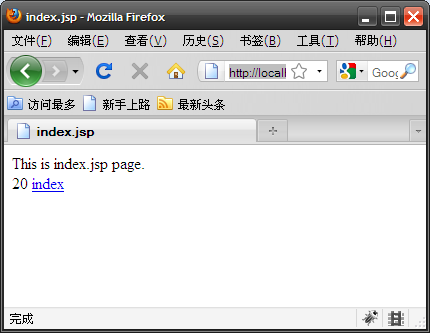 index.jsp - Mozilla Firefox
文件(F) 编辑(E) 查看(V) 历史(S) 书签(B) 工具(T) 帮助(H)
http://locall Goog
访问最多 新手上路 最新头条
index.jsp
This is index.jsp page.
20 index
完成